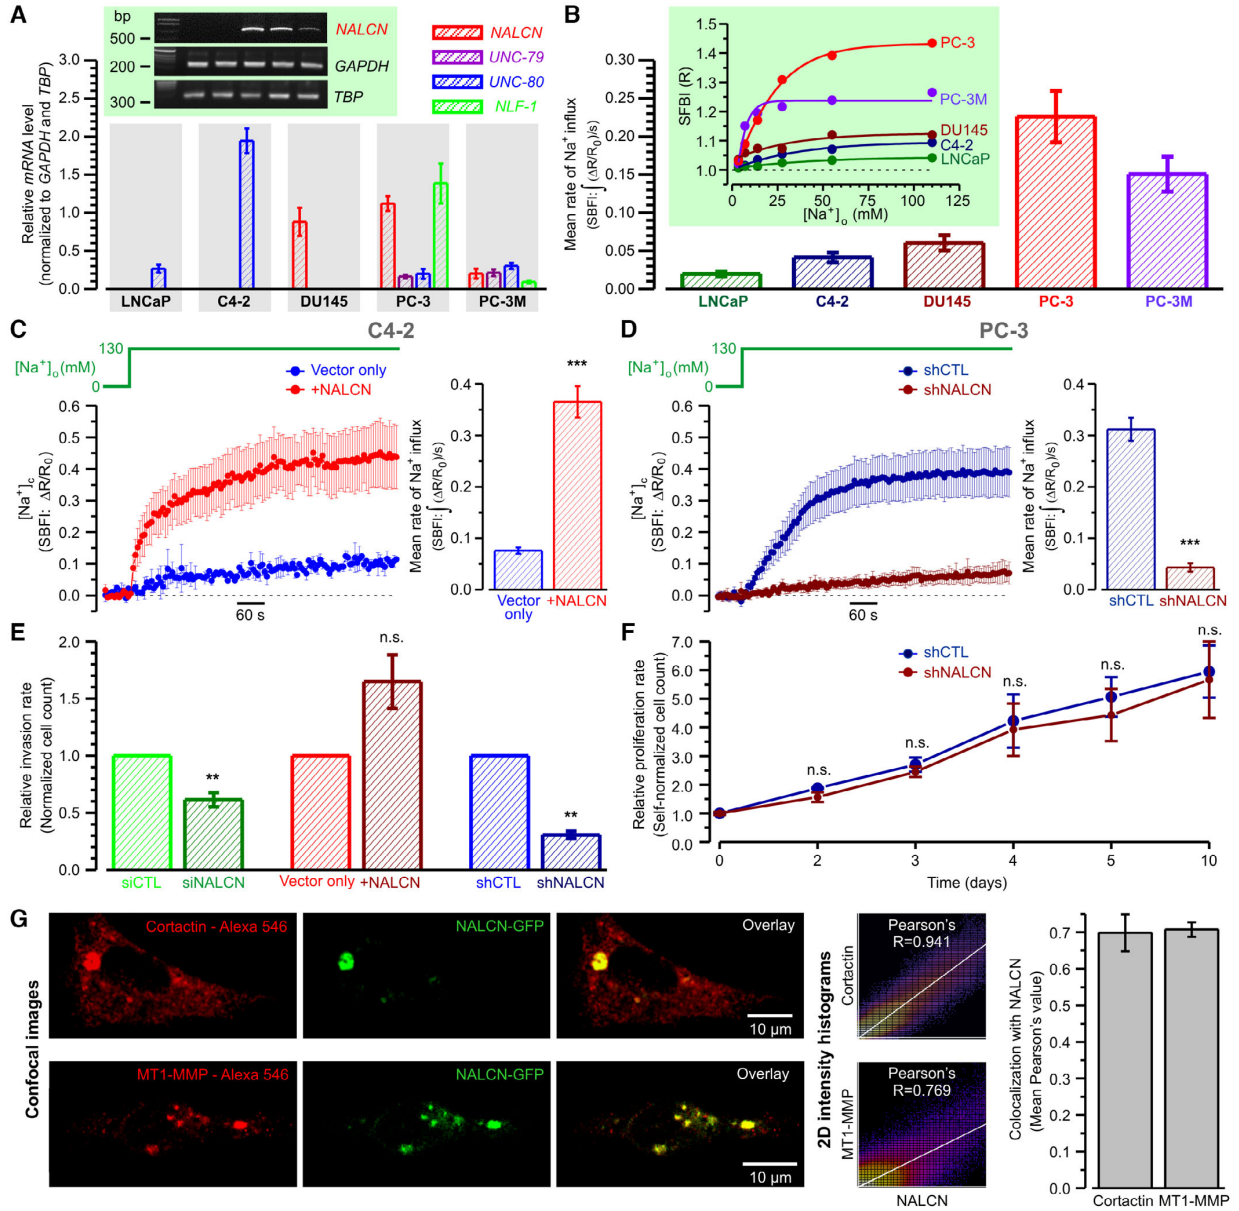 A
bp
500
200
300
NALCN
GAPDH
TBP
NALCN
UNC-79
UNC-80
NLF-1
Relative mRNA level
(normalized to GAPDH and TBP)
3.0
2.5
2.0
1.5
1.0
0.5
0.0
LNCaP C4-2 DU145 PC-3 PC-3M
B
Mean rate of Na+ influx
(SBFI: ∫ (ΔR/R0)/s)
0.30
0.25
0.20
0.15
0.10
0.05
0.00
SFBI (R)
1.5
1.4
1.3
1.2
1.1
1.0
PC-3
PC-3M
DU145
C4-2
LNCaP
0 25 50 75 100 125
[Na+]o (mM)
LNCaP C4-2 DU145 PC-3 PC-3M
C
C4-2
130
[Na+]o(mM)
0
Vector only
+NALCN
[Na+]c
(SBFI: ΔR/R0)
0.6
0.5
0.4
0.3
0.2
0.1
0.0
60 s
Mean rate of Na+ influx
(SBFI: ∫ (ΔR/R0)/s)
0.4
0.3
0.2
0.1
0.0
***
Vector only
+NALCN
D
PC-3
130
[Na+]o(mM)
0
shCTL
shNALCN
[Na+]c
(SBFI: ΔR/R0)
0.6
0.5
0.4
0.3
0.2
0.1
0.0
60 s
Mean rate of Na+ influx
(SBFI: ∫ (ΔR/R0)/s)
0.4
0.3
0.2
0.1
0.0
***
shCTL shNALCN
E
Relative invasion rate
(Normalized cell count)
2.0
1.5
1.0
0.5
0.0
**
n.s.
**
siCTL siNALCN Vector only +NALCN shCTL shNALCN
F
shCTL
shNALCN
Relative proliferation rate
(Self-normalized cell count)
7.0
6.0
5.0
4.0
3.0
2.0
1.0
0.0
n.s.
n.s.
n.s.
n.s.
n.s.
0 2 3 4 5 10
Time (days)
G
Confocal images
Cortactin - Alexa 546
NALCN-GFP
Overlay
10 µm
MT1-MMP - Alexa 546
NALCN-GFP
Overlay
10 µm
2D intensity histograms
Cortactin
Pearson's
R=0.941
MT1-MMP
Pearson's
R=0.769
NALCN
Colocalization with NALCN
(Mean Pearson's value)
0.7
0.6
0.5
0.4
0.3
0.2
0.1
0.0
Cortactin MT1-MMP